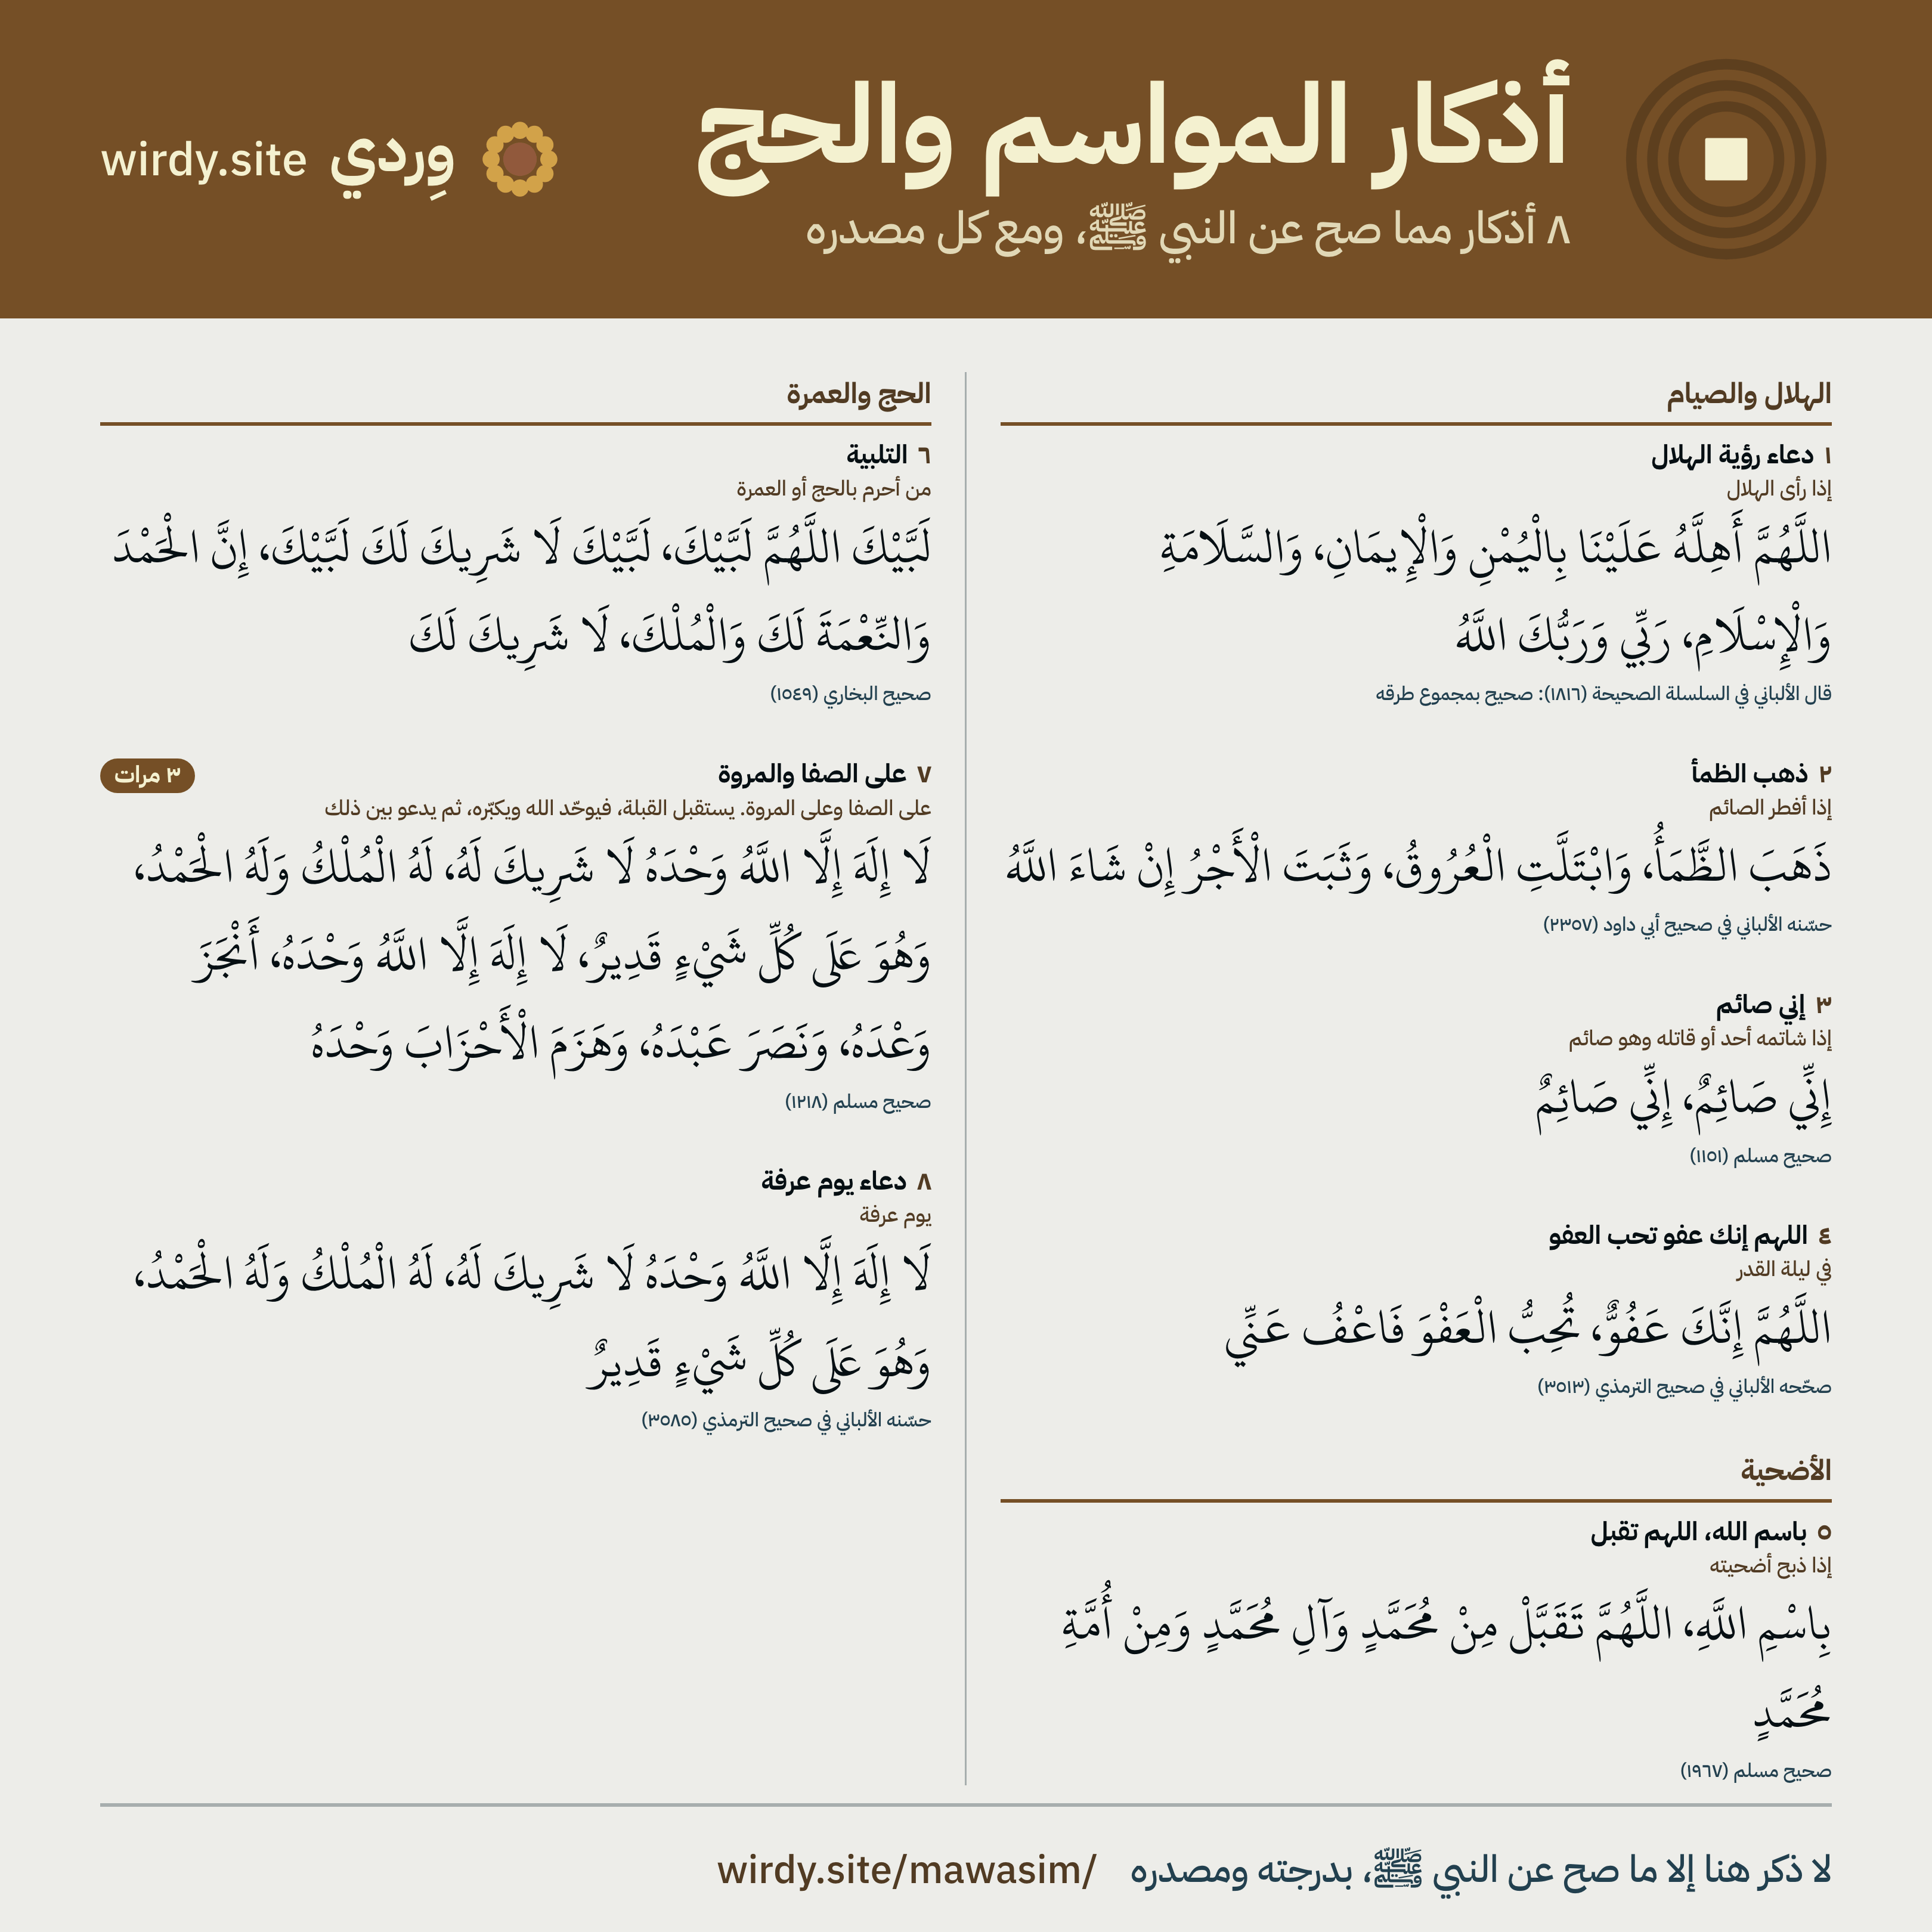 أذكار المواسم والحج
٨ أذكار مما صح عن النبي ﷺ، ومع كل مصدره
وِردي wirdy.site
الهلال والصيام
١ دعاء رؤية الهلال
إذا رأى الهلال
اللَّهُمَّ أَهِلَّهُ عَلَيْنَا بِالْيُمْنِ وَالْإِيمَانِ، وَالسَّلَامَةِ
وَالْإِسْلَامِ، رَبِّي وَرَبُّكَ اللَّهُ
قال الألباني في السلسلة الصحيحة (١٨١٦): صحيح بمجموع طرقه
٢ ذهب الظمأ
إذا أفطر الصائم
ذَهَبَ الظَّمَأُ، وَابْتَلَّتِ الْعُرُوقُ، وَثَبَتَ الْأَجْرُ إِنْ شَاءَ اللَّهُ
حسّنه الألباني في صحيح أبي داود (٢٣٥٧)
٣ إني صائم
إذا شاتمه أحد أو قاتله وهو صائم
إِنِّي صَائِمٌ، إِنِّي صَائِمٌ
صحيح مسلم (١١٥١)
٤ اللهم إنك عفو تحب العفو
في ليلة القدر
اللَّهُمَّ إِنَّكَ عَفُوٌّ، تُحِبُّ الْعَفْوَ فَاعْفُ عَنِّي
صحّحه الألباني في صحيح الترمذي (٣٥١٣)
الأضحية
٥ باسم الله، اللهم تقبل
إذا ذبح أضحيته
بِاسْمِ اللَّهِ، اللَّهُمَّ تَقَبَّلْ مِنْ مُحَمَّدٍ وَآلِ مُحَمَّدٍ وَمِنْ أُمَّةِ
مُحَمَّدٍ
صحيح مسلم (١٩٦٧)
الحج والعمرة
٦ التلبية
من أحرم بالحج أو العمرة
لَبَّيْكَ اللَّهُمَّ لَبَّيْكَ، لَبَّيْكَ لَا شَرِيكَ لَكَ لَبَّيْكَ، إِنَّ الْحَمْدَ
وَالنِّعْمَةَ لَكَ وَالْمُلْكَ، لَا شَرِيكَ لَكَ
صحيح البخاري (١٥٤٩)
٧ على الصفا والمروة
٣ مرات
على الصفا وعلى المروة. يستقبل القبلة، فيوحّد الله ويكبّره، ثم يدعو بين ذلك
لَا إِلَهَ إِلَّا اللَّهُ وَحْدَهُ لَا شَرِيكَ لَهُ، لَهُ الْمُلْكُ وَلَهُ الْحَمْدُ،
وَهُوَ عَلَى كُلِّ شَيْءٍ قَدِيرٌ، لَا إِلَهَ إِلَّا اللَّهُ وَحْدَهُ، أَنْجَزَ
وَعْدَهُ، وَنَصَرَ عَبْدَهُ، وَهَزَمَ الْأَحْزَابَ وَحْدَهُ
صحيح مسلم (١٢١٨)
٨ دعاء يوم عرفة
يوم عرفة
لَا إِلَهَ إِلَّا اللَّهُ وَحْدَهُ لَا شَرِيكَ لَهُ، لَهُ الْمُلْكُ وَلَهُ الْحَمْدُ،
وَهُوَ عَلَى كُلِّ شَيْءٍ قَدِيرٌ
حسّنه الألباني في صحيح الترمذي (٣٥٨٥)
لا ذكر هنا إلا ما صح عن النبي ﷺ، بدرجته ومصدره wirdy.site/mawasim/